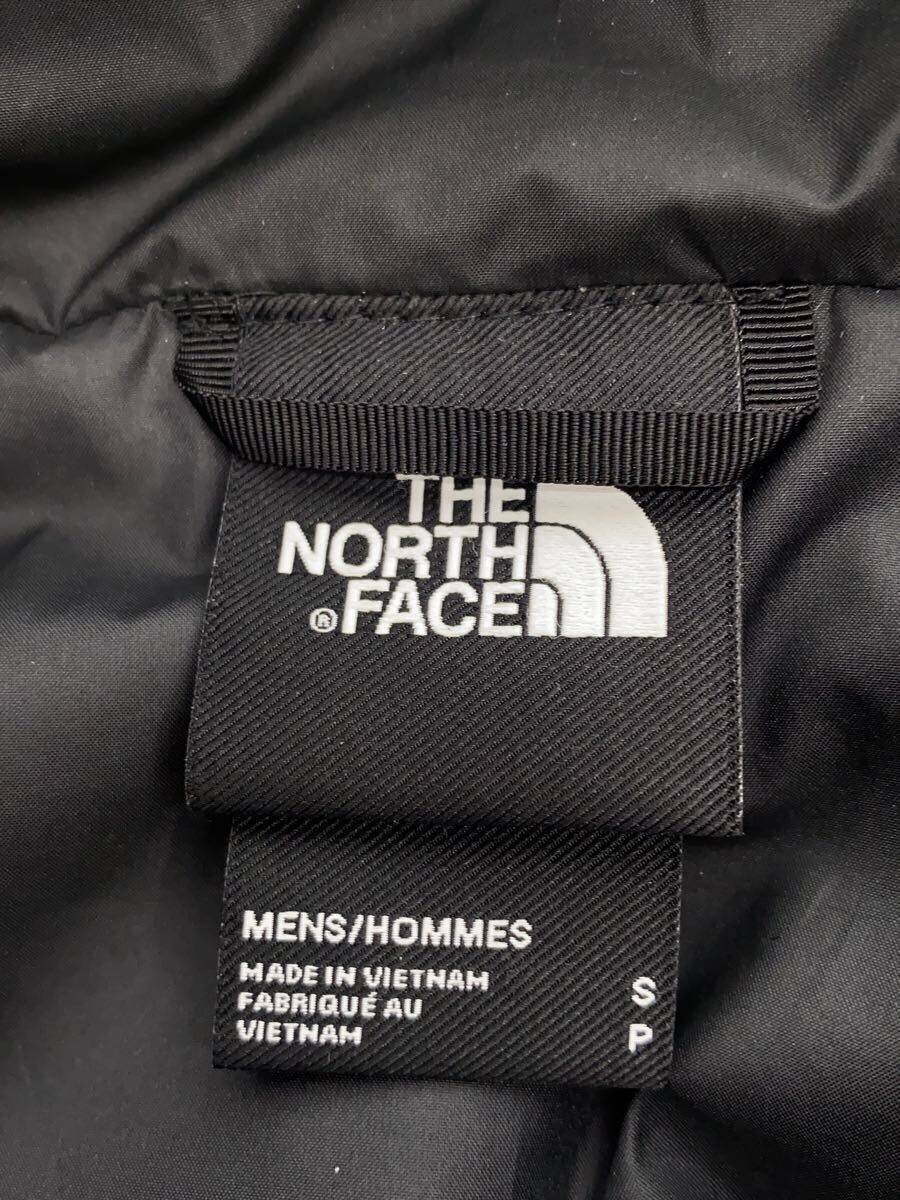 THE
NORTH
® FACE
MENS/HOMMES
MADE IN VIETNAM
FABRIQUÉ AU
VIETNAM
S
P